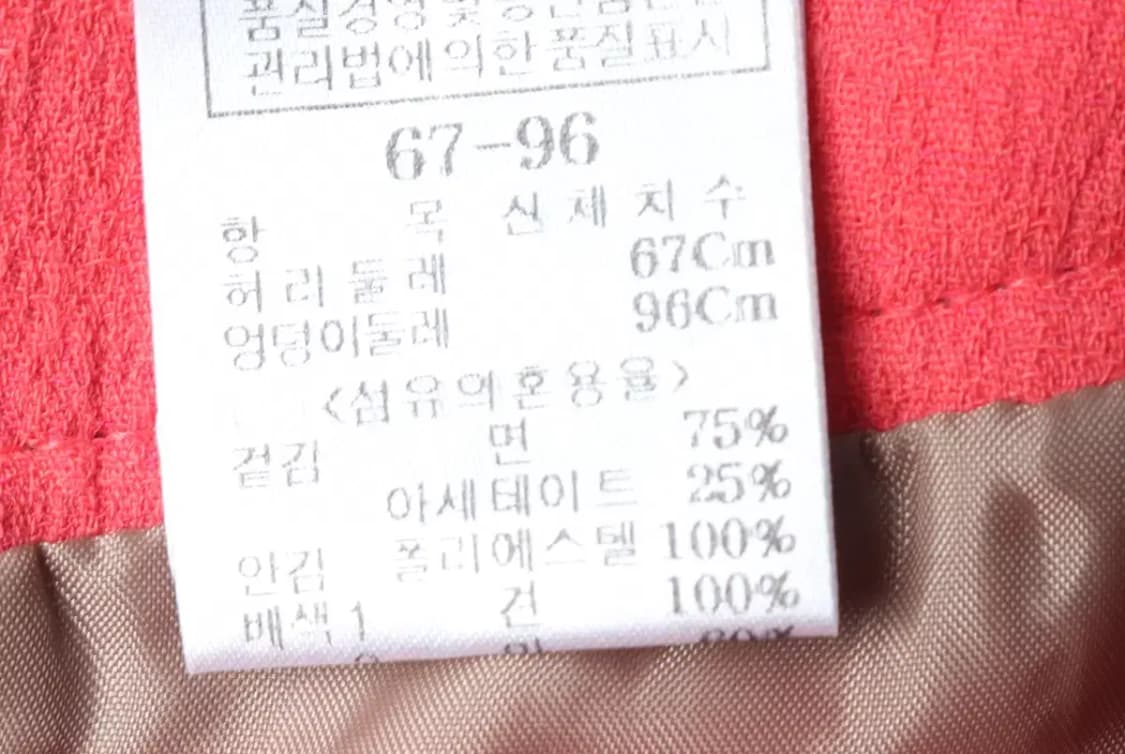 관리법에의한품질표시
67-96
항 목 신체치수
허리둘레 67Cm
엉덩이둘레 96Cm
<섬유의혼용율>
겉감 면 75%
아세테이트 25%
안감 폴리에스텔 100%
배색1 견 100%